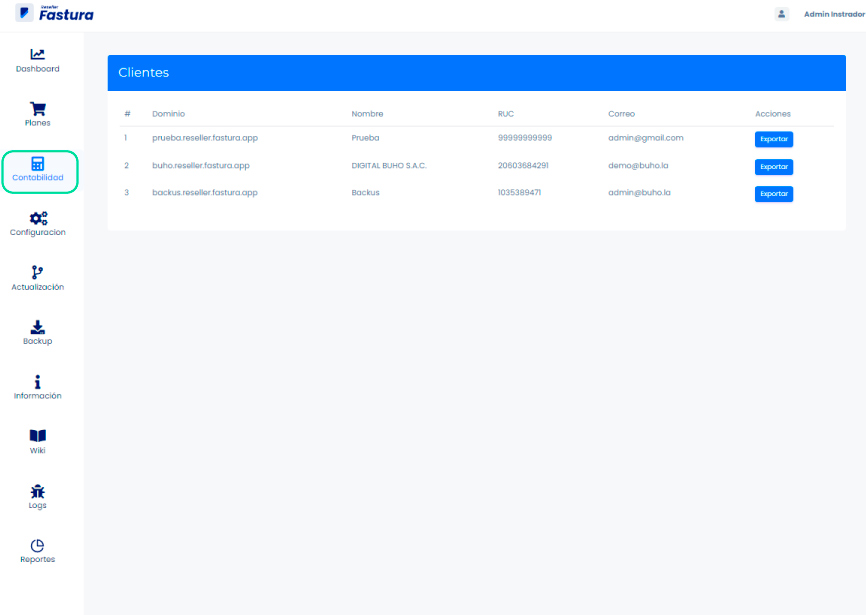 Reseller
Fastura
Admin Instrador
Dashboard
Planes
Contabilidad
Configuracion
Actualización
Backup
Información
Wiki
Logs
Reportes
Clientes
# Dominio Nombre RUC Correo Acciones
1 prueba.reseller.fastura.app Prueba 99999999999 admin@gmail.com Exportar
2 buho.reseller.fastura.app DIGITAL BUHO S.A.C. 20603684291 demo@buho.la Exportar
3 backus.reseller.fastura.app Backus 1035389471 admin@buho.la Exportar